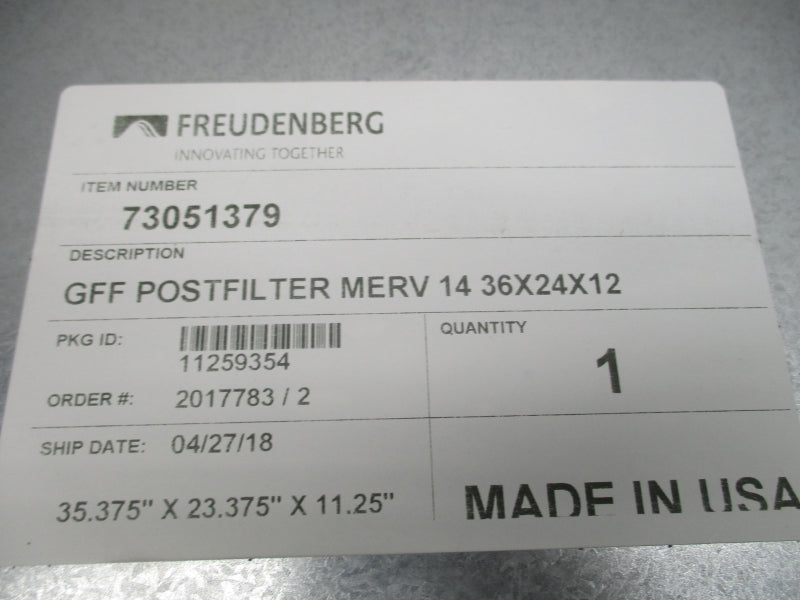 FREUDENBERG
INNOVATING TOGETHER
ITEM NUMBER
73051379
DESCRIPTION
GFF POSTFILTER MERV 14 36X24X12
PKG ID:
11259354
QUANTITY
1
ORDER #: 2017783 / 2
SHIP DATE: 04/27/18
35.375" X 23.375" X 11.25"
MADE IN USA